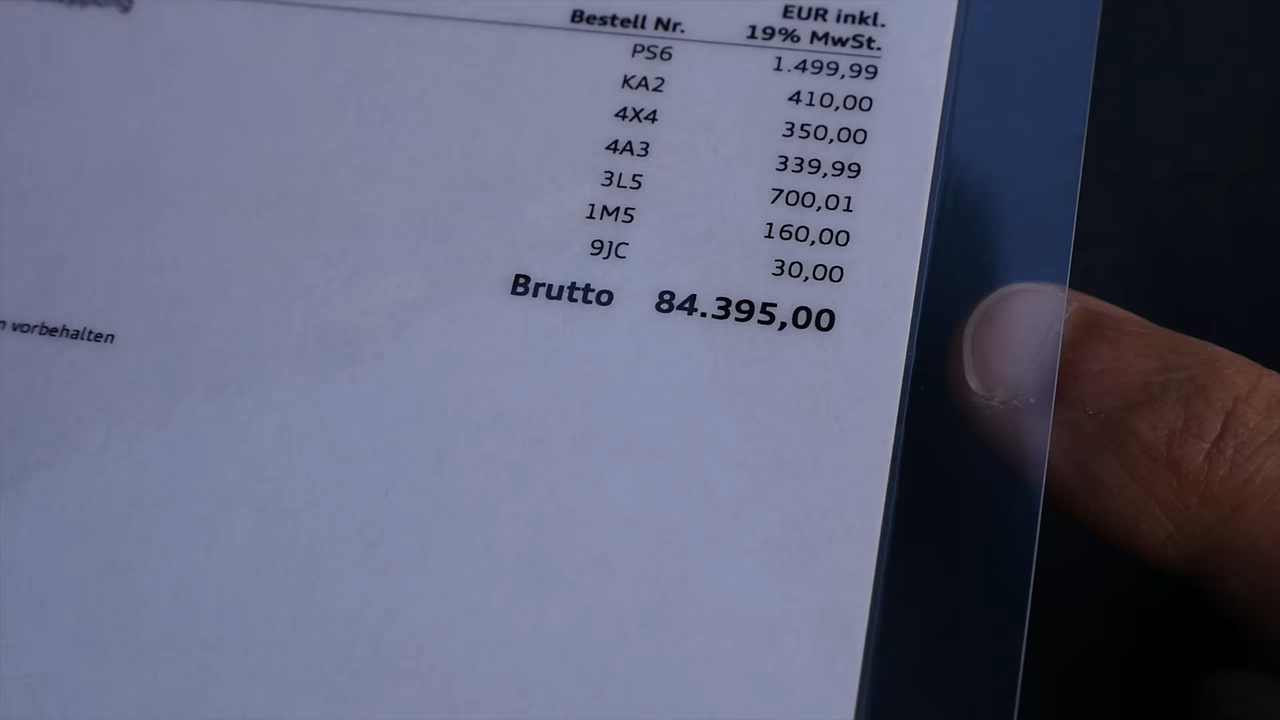 Bestell Nr. EUR inkl.
19% MwSt.
PS6 1.499,99
KA2 410,00
4X4 350,00
4A3 339,99
3L5 700,01
1M5 160,00
9JC 30,00
Brutto 84.395,00
vorbehalten